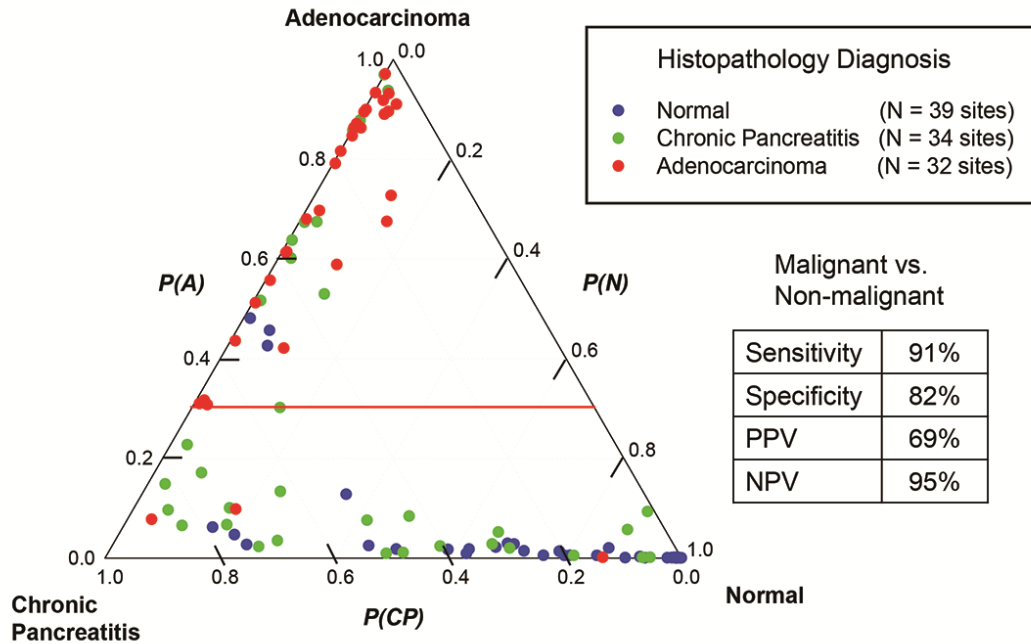 Adenocarcinoma
1.0
0.0
0.8
0.2
P(A)
0.6
0.4
P(N)
0.4
0.6
0.2
0.8
0.0
1.0
1.0
0.8
0.6
0.4
0.2
0.0
Chronic
Pancreatitis
P(CP)
Normal
Histopathology Diagnosis
Normal (N = 39 sites)
Chronic Pancreatitis (N = 34 sites)
Adenocarcinoma (N = 32 sites)
Malignant vs.
Non-malignant
Sensitivity 91%
Specificity 82%
PPV 69%
NPV 95%